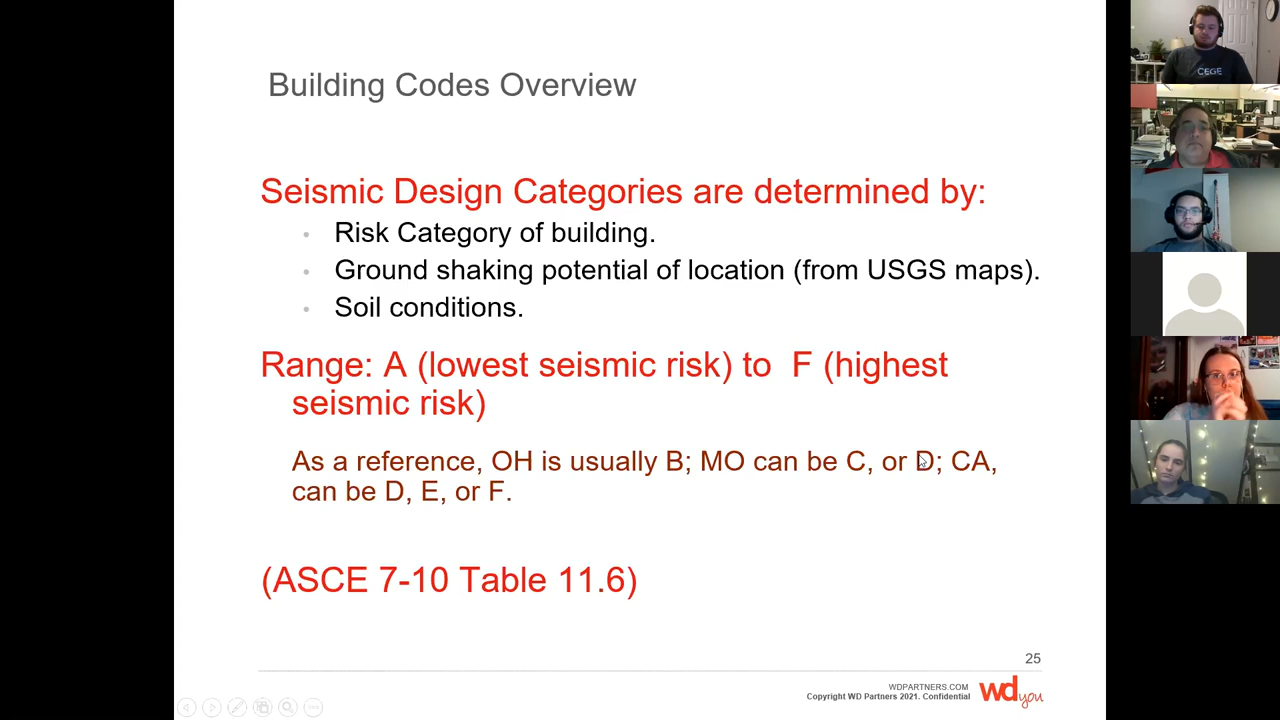 Building Codes Overview
Seismic Design Categories are determined by:
• Risk Category of building.
• Ground shaking potential of location (from USGS maps).
• Soil conditions.
Range: A (lowest seismic risk) to F (highest
seismic risk)
As a reference, OH is usually B; MO can be C, or D; CA,
can be D, E, or F.
(ASCE 7-10 Table 11.6)
25
WDPARTNERS.COM
Copyright WD Partners 2021. Confidential
wd you
CEGE